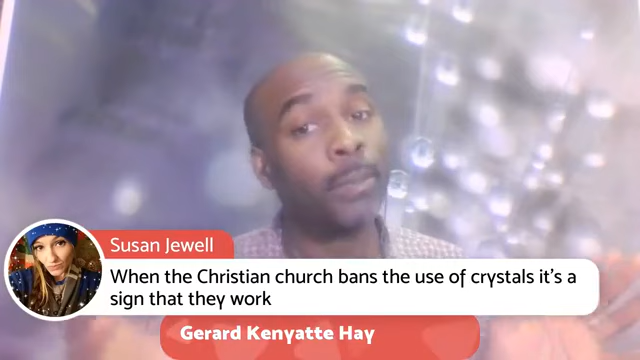 Susan Jewell
When the Christian church bans the use of crystals it's a
sign that they work
Gerard Kenyatte Hay